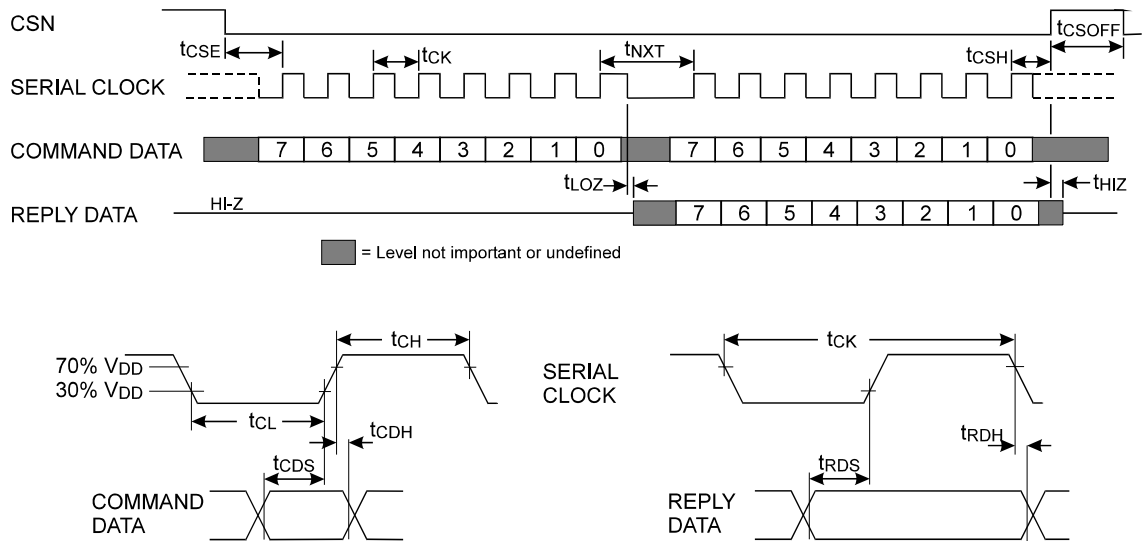 CSN
tCSE
tCK
tNXT
tCSH
tCSOFF
SERIAL CLOCK
COMMAND DATA
7 6 5 4 3 2 1 0 7 6 5 4 3 2 1 0
tLOZ
tHIZ
REPLY DATA
HI-Z
7 6 5 4 3 2 1 0
= Level not important or undefined
tCH
tCK
70% VDD
30% VDD
SERIAL
CLOCK
tCL
tCDH
tRDH
tCDS
tRDS
COMMAND
DATA
REPLY
DATA